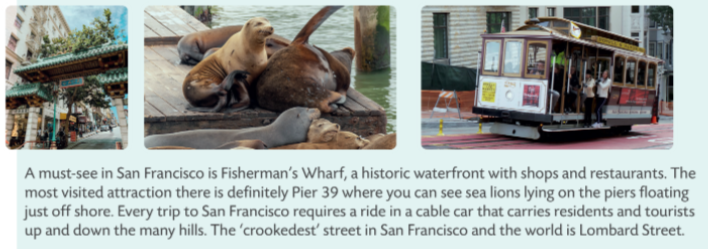 A must-see in San Francisco is Fisherman's Wharf, a historic waterfront with shops and restaurants. The
most visited attraction there is definitely Pier 39 where you can see sea lions lying on the piers floating
just off shore. Every trip to San Francisco requires a ride in a cable car that carries residents and tourists
up and down the many hills. The 'crookedest' street in San Francisco and the world is Lombard Street.